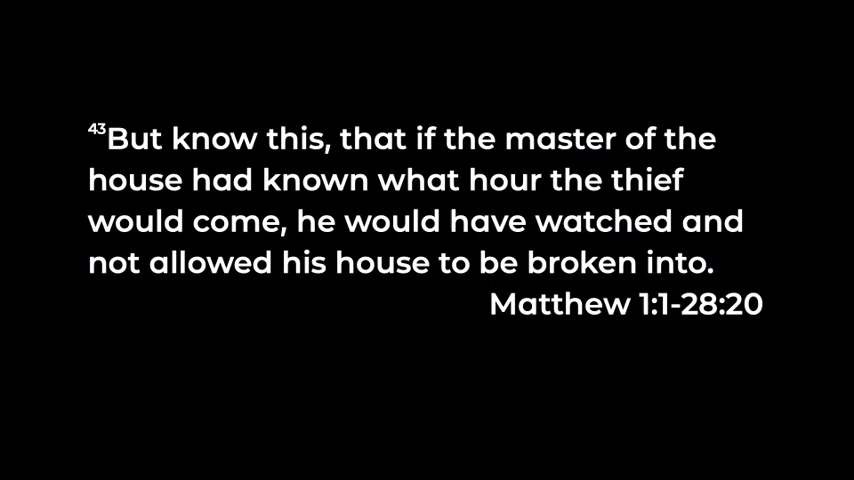 43But know this, that if the master of the
house had known what hour the thief
would come, he would have watched and
not allowed his house to be broken into.
Matthew 1:1-28:20